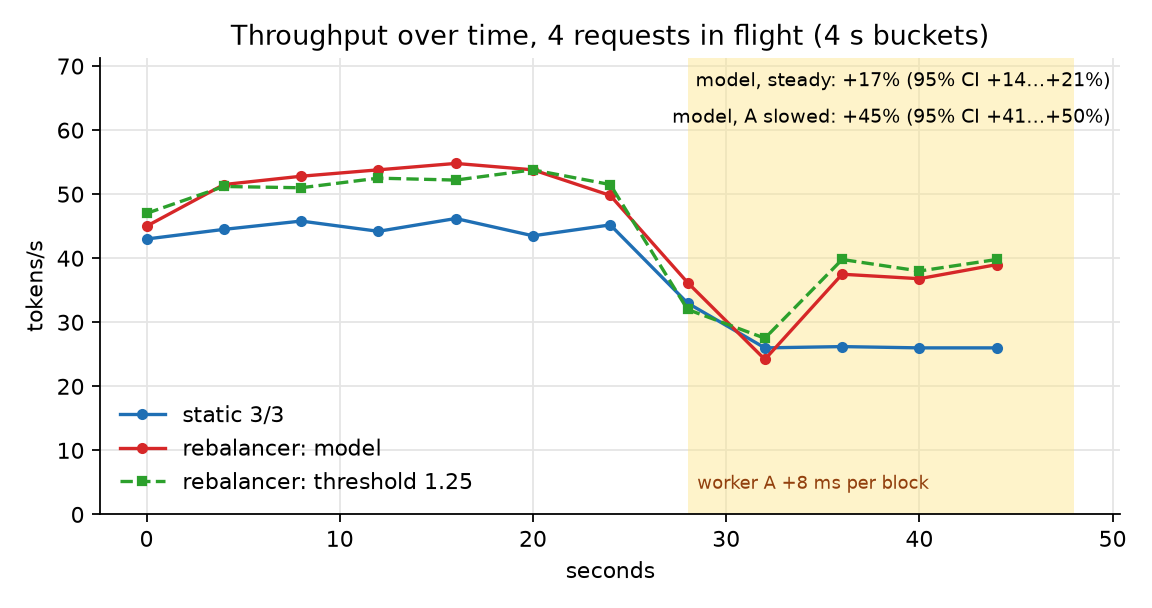 Throughput over time, 4 requests in flight (4 s buckets)
70
60
50
40
30
20
10
0
tokens/s
model, steady: +17% (95% CI +14...+21%)
model, A slowed: +45% (95% CI +41...+50%)
static 3/3
rebalancer: model
rebalancer: threshold 1.25
worker A +8 ms per block
0
10
20
30
40
50
seconds